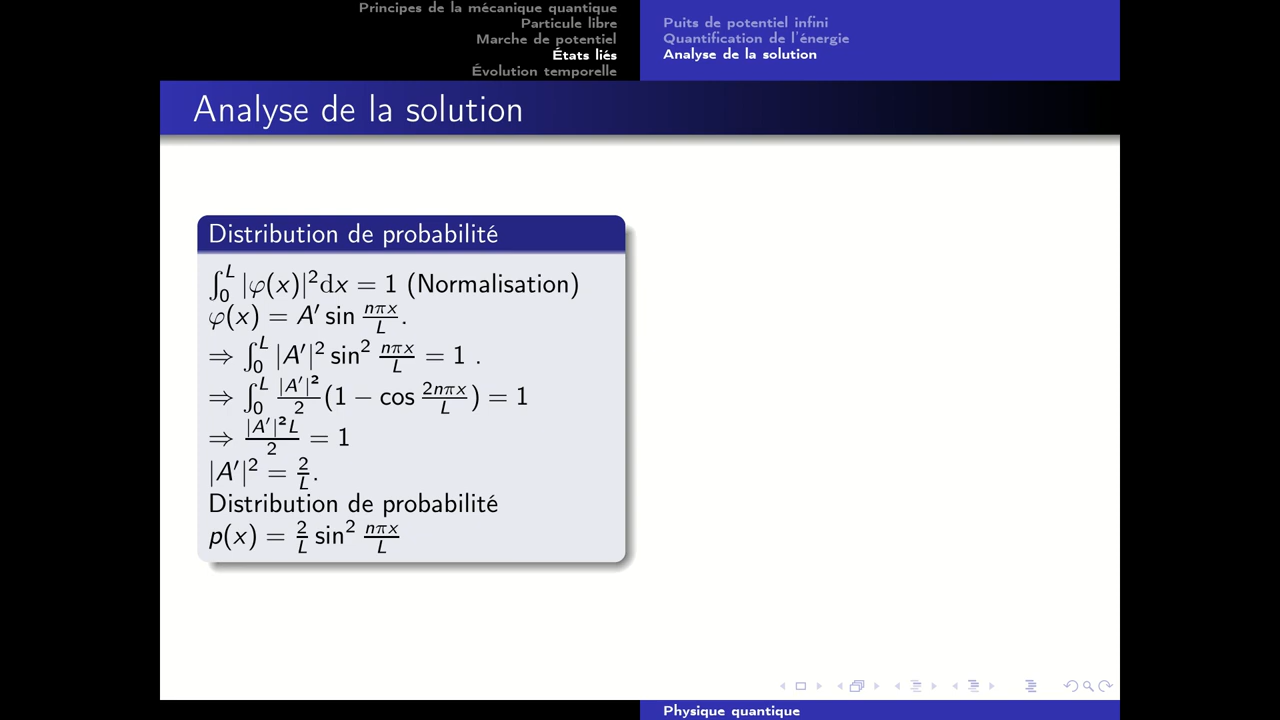 Principes de la mécanique quantique
Particule libre
Marche de potentiel
États liés
Évolution temporelle
Puits de potentiel infini
Quantification de l'énergie
Analyse de la solution
Analyse de la solution
Distribution de probabilité
∫₀ᴸ |φ(x)|²dx = 1 (Normalisation)
φ(x) = A′ sin nπx/L.
⇒ ∫₀ᴸ |A′|² sin² nπx/L = 1 .
⇒ ∫₀ᴸ |A′|²/2 (1 − cos 2nπx/L) = 1
⇒ |A′|²L/2 = 1
|A′|² = 2/L.
Distribution de probabilité
p(x) = 2/L sin² nπx/L
Physique quantique